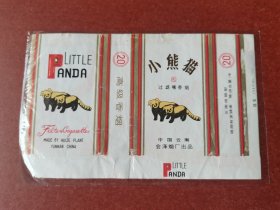 LITTLE
PANDA
20
高级香烟
Filter Cigarettes
MADE BY HUIZE PLANT
YUNNAN CHINA
小熊猫
过滤嘴香烟
中国云南
会泽烟厂出品
20
LITTLE
PANDA